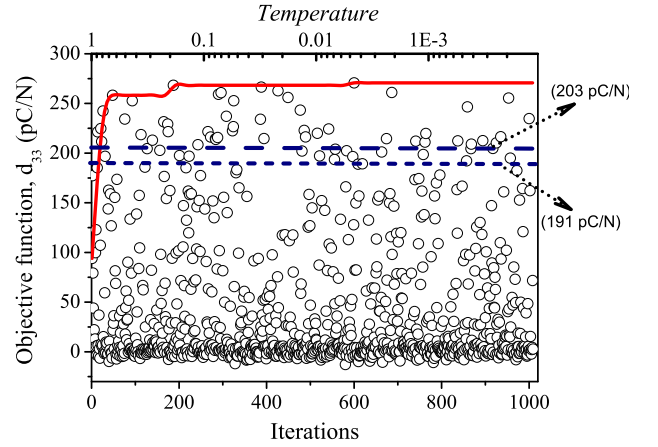 Temperature
1 0.1 0.01 1E-3
300
250
200
150
100
50
0
Objective function, d33 (pC/N)
(203 pC/N)
(191 pC/N)
0 200 400 600 800 1000
Iterations